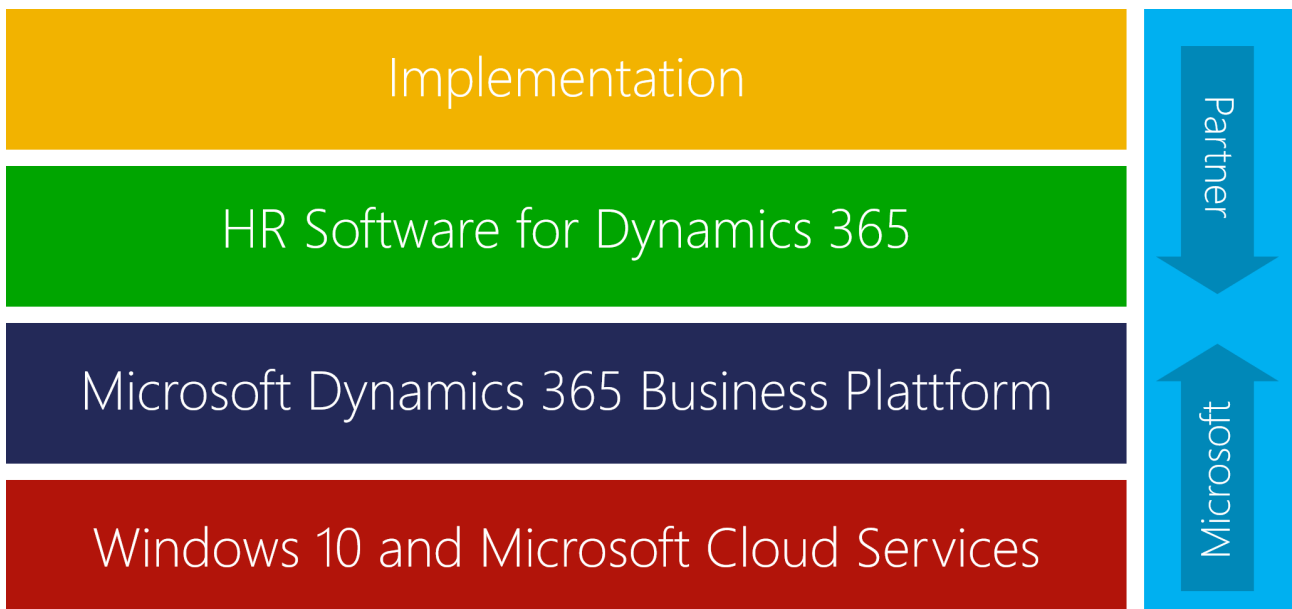 Implementation
HR Software for Dynamics 365
Microsoft Dynamics 365 Business Plattform
Windows 10 and Microsoft Cloud Services
Partner
Microsoft